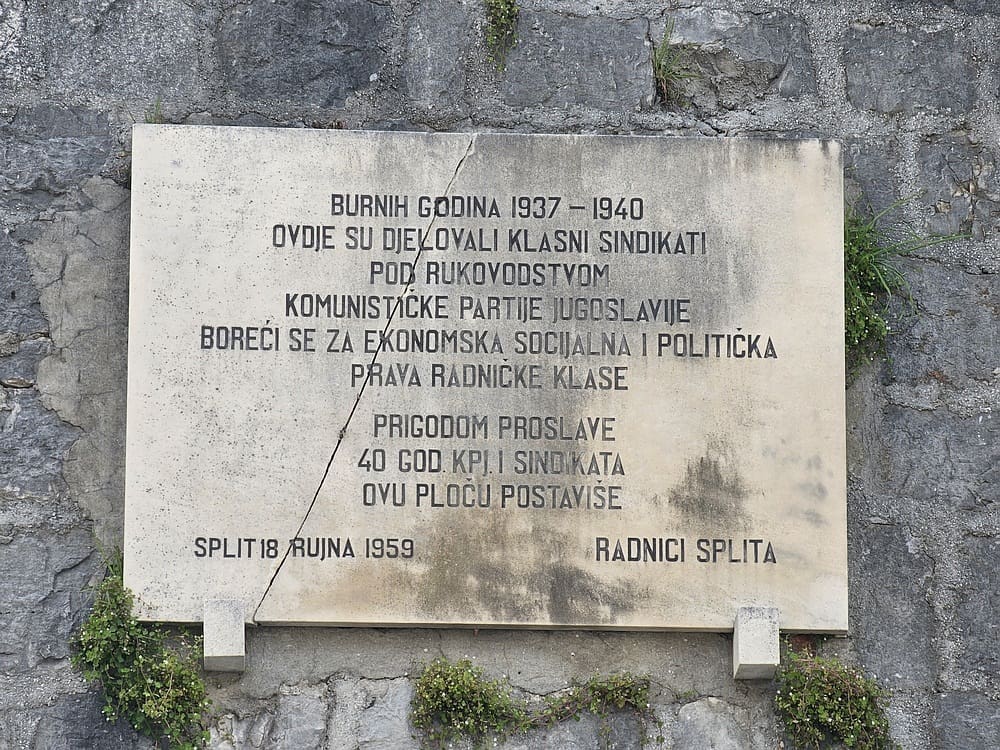 BURNIH GODINA 1937 – 1940
OVDJE SU DJELOVALI KLASNI SINDIKATI
POD RUKOVODSTVOM
KOMUNISTIČKE PARTIJE JUGOSLAVIJE
BOREĆI SE ZA EKONOMSKA SOCIJALNA I POLITIČKA
PRAVA RADNIČKE KLASE
PRIGODOM PROSLAVE
40 GOD. KPJ. I SINDIKATA
OVU PLOČU POSTAVIŠE
SPLIT 18 RUJNA 1959
RADNICI SPLITA